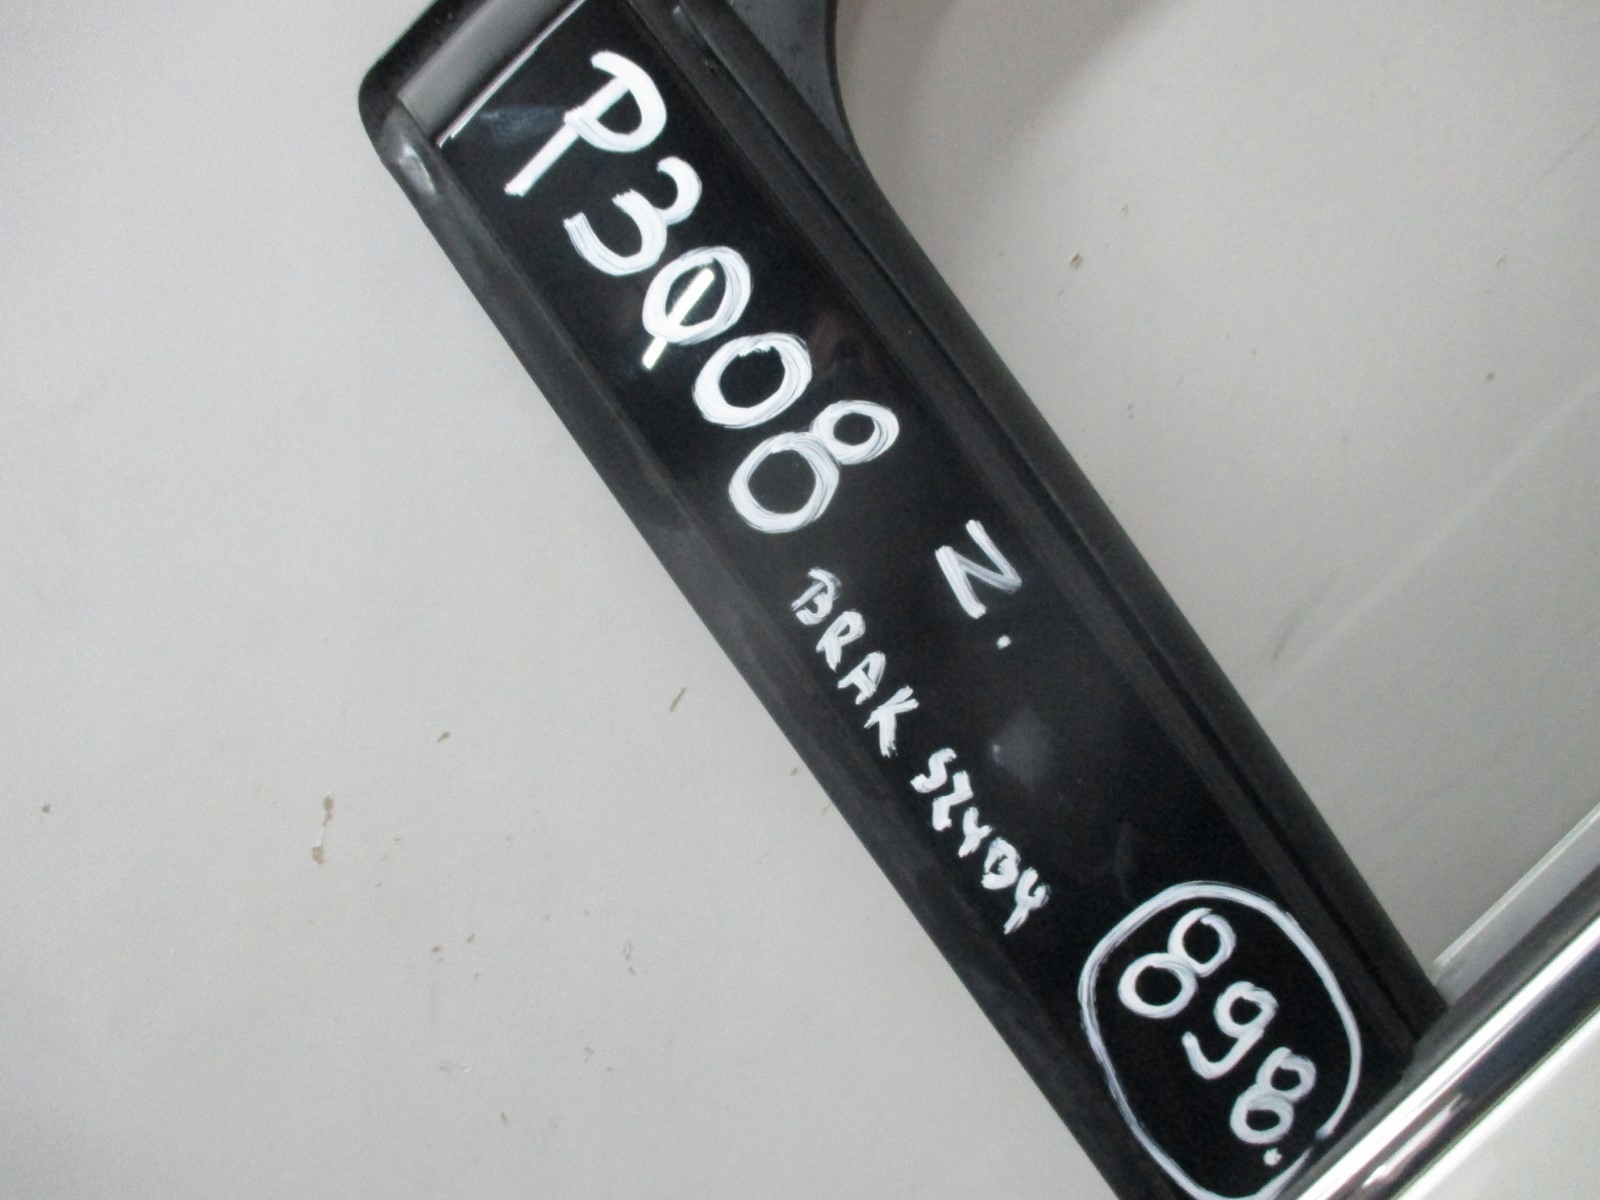 P3008
N.
BRAK SZYBY
898.